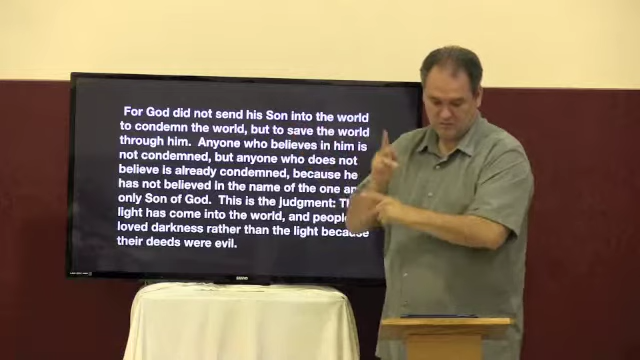 For God did not send his Son into the world
to condemn the world, but to save the world
through him. Anyone who believes in him is
not condemned, but anyone who does not
believe is already condemned, because he
has not believed in the name of the one an
only Son of God. This is the judgment: Th
light has come into the world, and people
loved darkness rather than the light because
their deeds were evil.